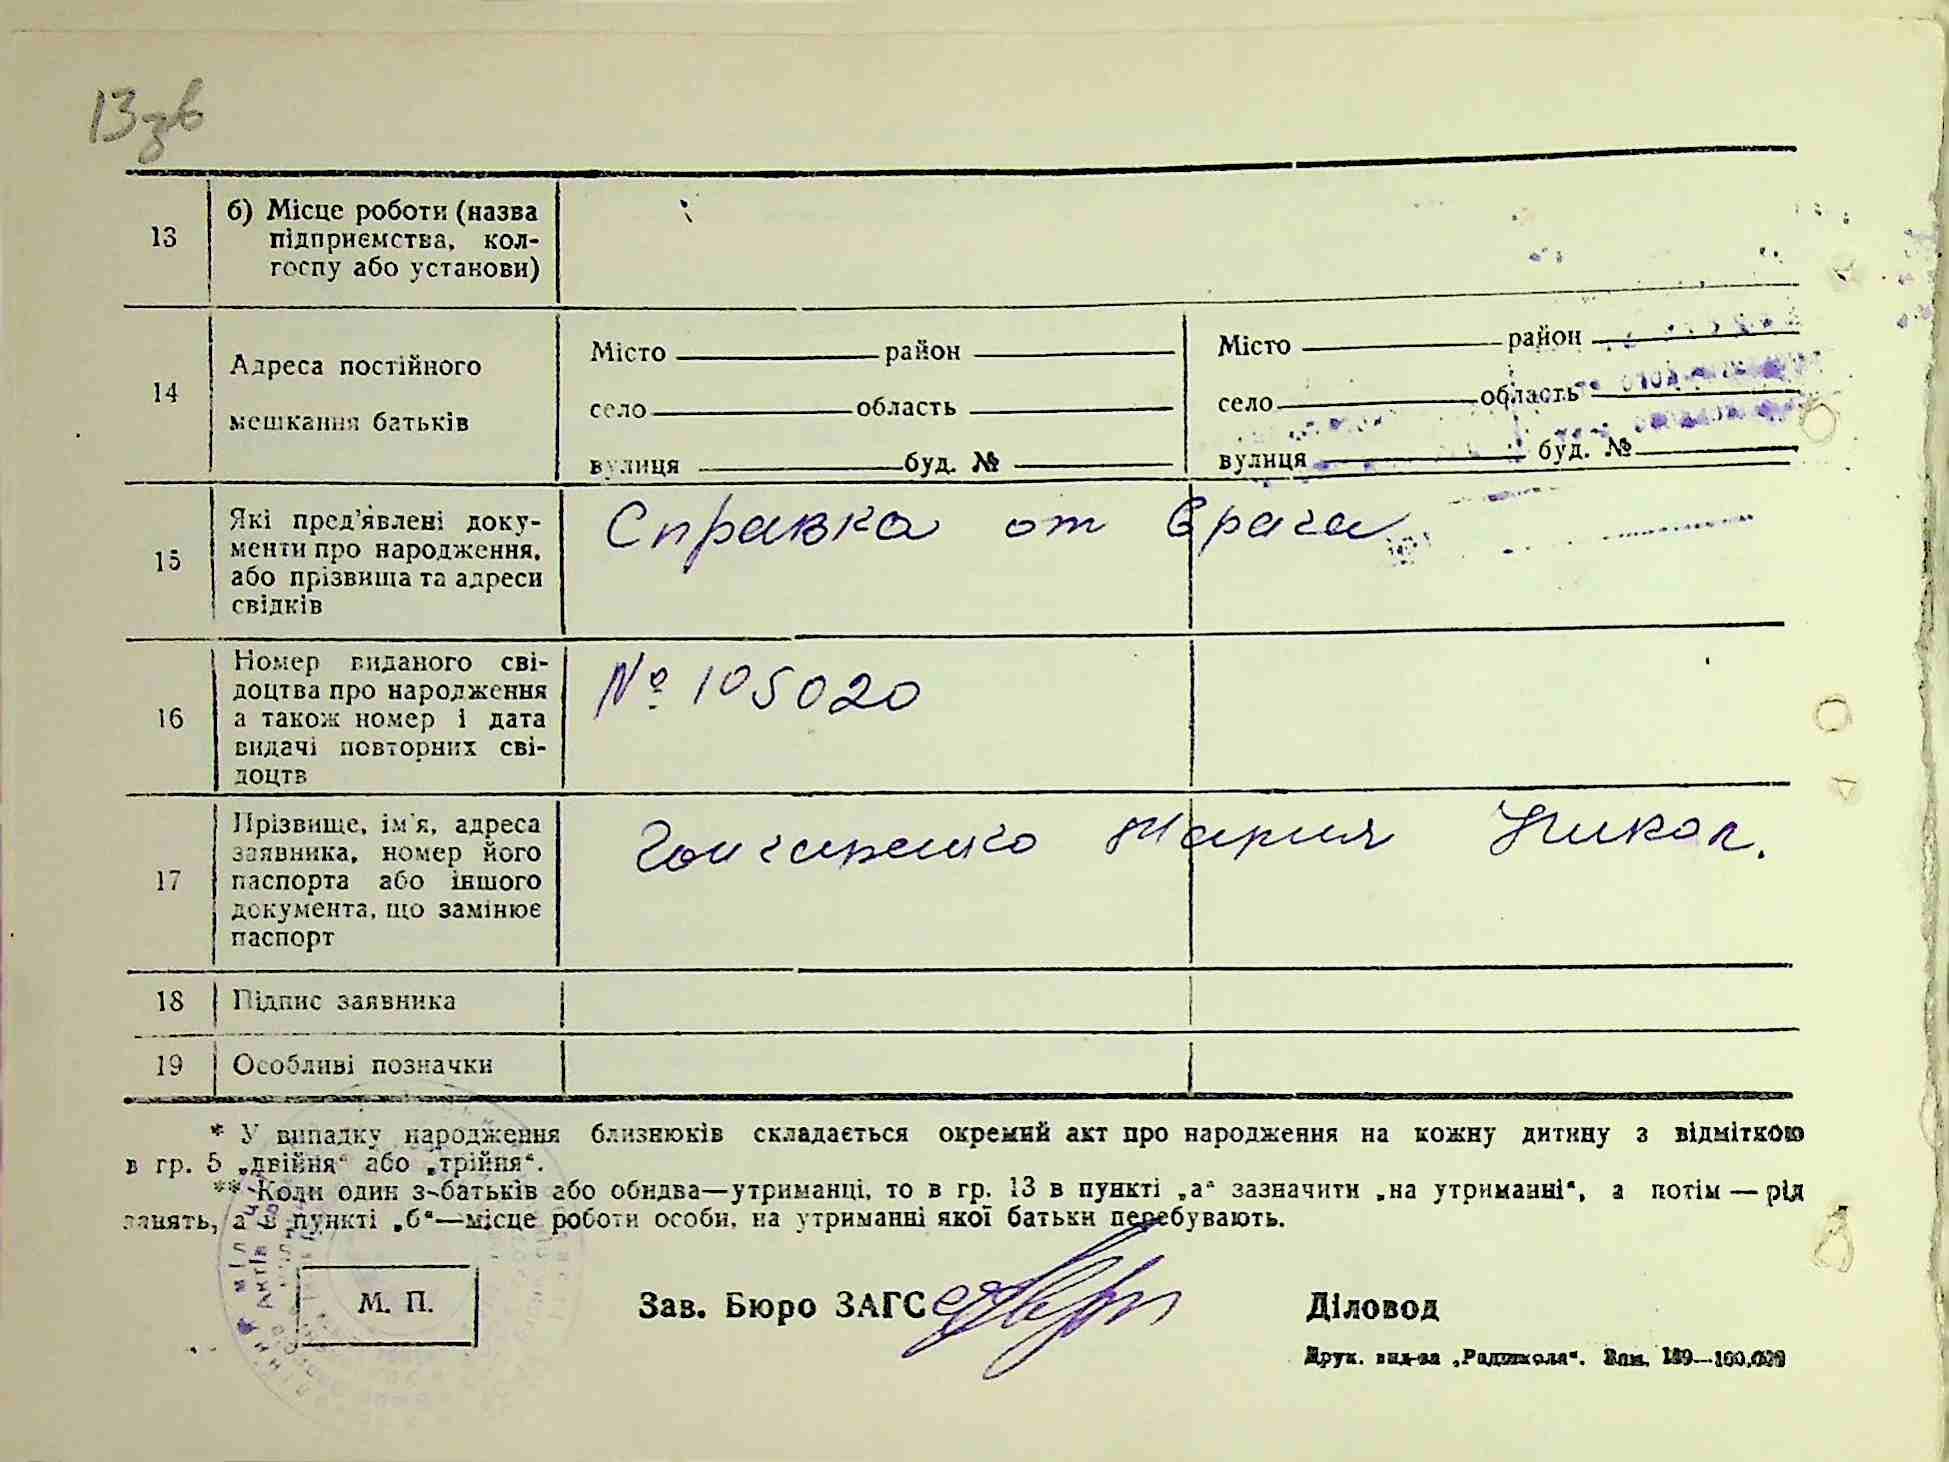 13зв
13 б) Місце роботи (назва
підприємства, кол-
госпу або установи)
14 Адреса постійного
мешкання батьків
Місто район
село область
вулиця буд. №
Місто район
село область
вулиця буд. №
15 Які пред'явлені доку-
менти про народження,
або прізвища та адреси
свідків
Справка от врача
16 Номер виданого сві-
доцтва про народження
а також номер і дата
видачі повторних сві-
доцтв
№ 105020
17 Прізвище, ім'я, адреса
заявника, номер його
паспорта або іншого
документа, що замінює
паспорт
Гончаренко Мария Никол.
18 Підпис заявника
19 Особливі позначки
* У випадку народження близнюків складається окремий акт про народження на кожну дитину з відміткою
в гр. 5 „двійня“ або „трійня“.
** Коли один з батьків або обидва—утриманці, то в гр. 13 в пункті „а“ зазначити „на утриманні“, а потім — рід
занять, а в пункті „б“—місце роботи особи, на утриманні якої батьки перебувають.
М. П.
Зав. Бюро ЗАГС
Діловод
Друк. вид-ва „Радшкола“. Зам.